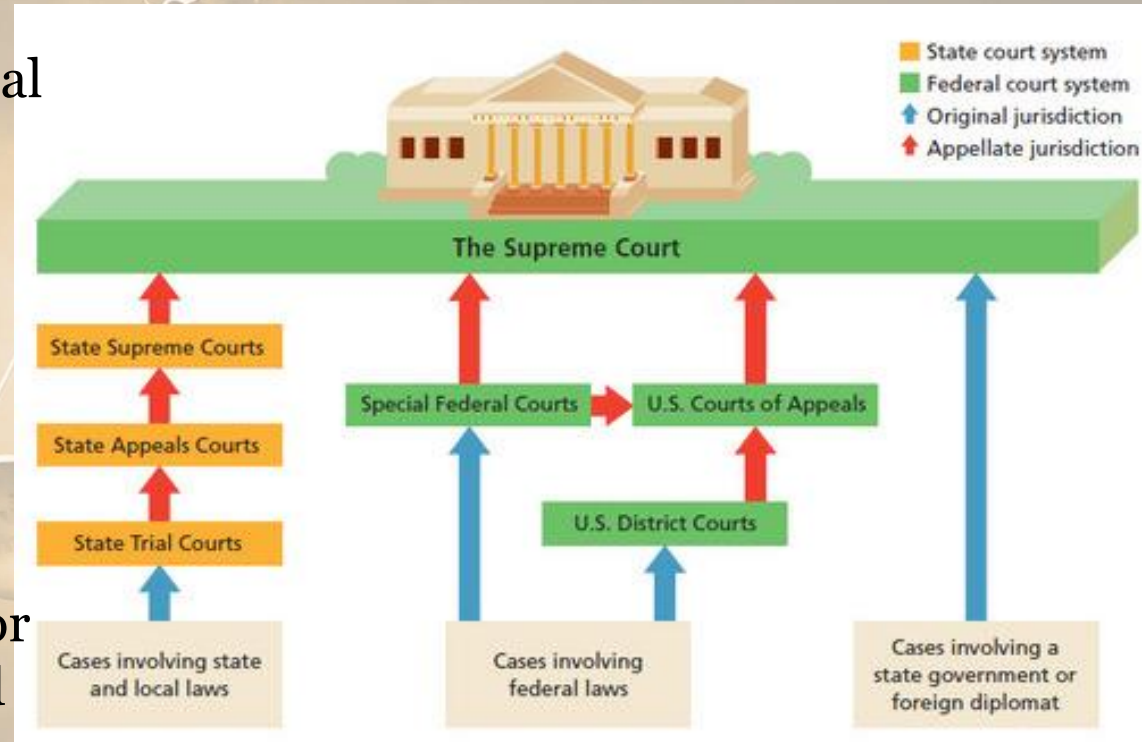 al
or
l
State court system
Federal court system
Original jurisdiction
Appellate jurisdiction
The Supreme Court
State Supreme Courts
State Appeals Courts
State Trial Courts
Cases involving state
and local laws
Special Federal Courts
U.S. Courts of Appeals
U.S. District Courts
Cases involving
federal laws
Cases involving a
state government or
foreign diplomat